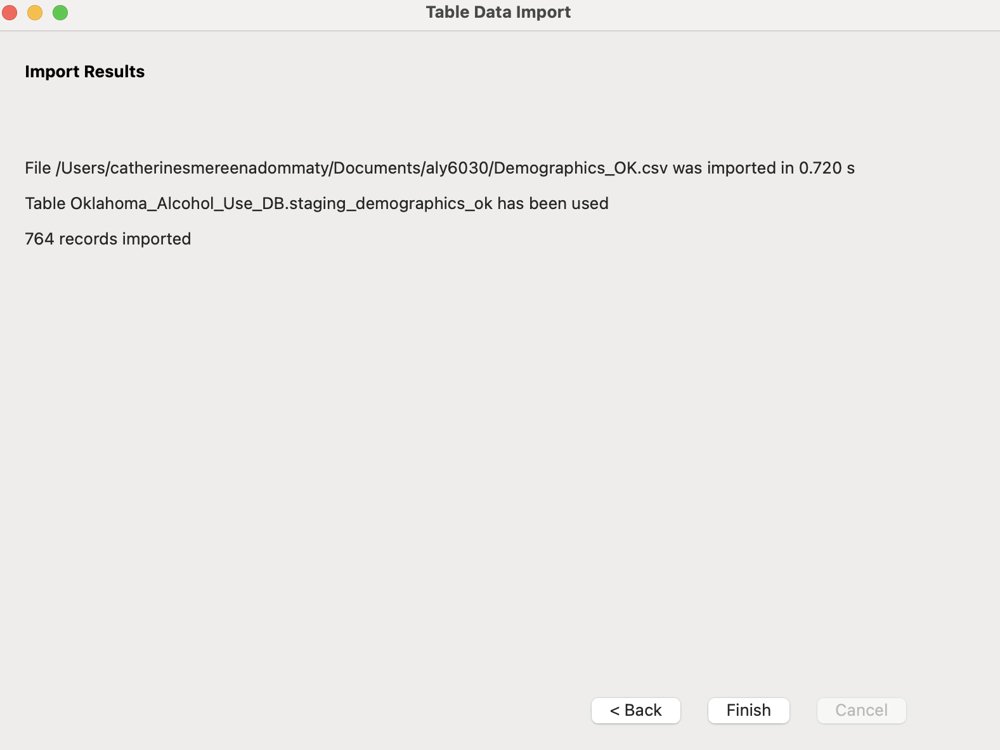 Table Data Import
Import Results
File /Users/catherinesmereenadommaty/Documents/aly6030/Demographics_OK.csv was imported in 0.720 s
Table Oklahoma_Alcohol_Use_DB.staging_demographics_ok has been used
764 records imported
< Back
Finish
Cancel